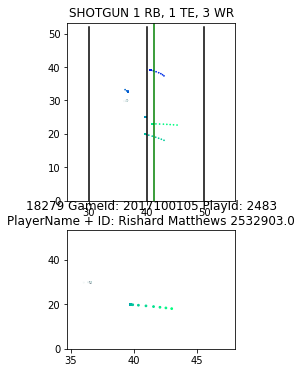 SHOTGUN 1 RB, 1 TE, 3 WR
50
40
30
20
10
0
30 40 50
18279 GameId: 2017100105 PlayId: 2483
PlayerName + ID: Rishard Matthews 2532903.0
40
20
0
35 40 45